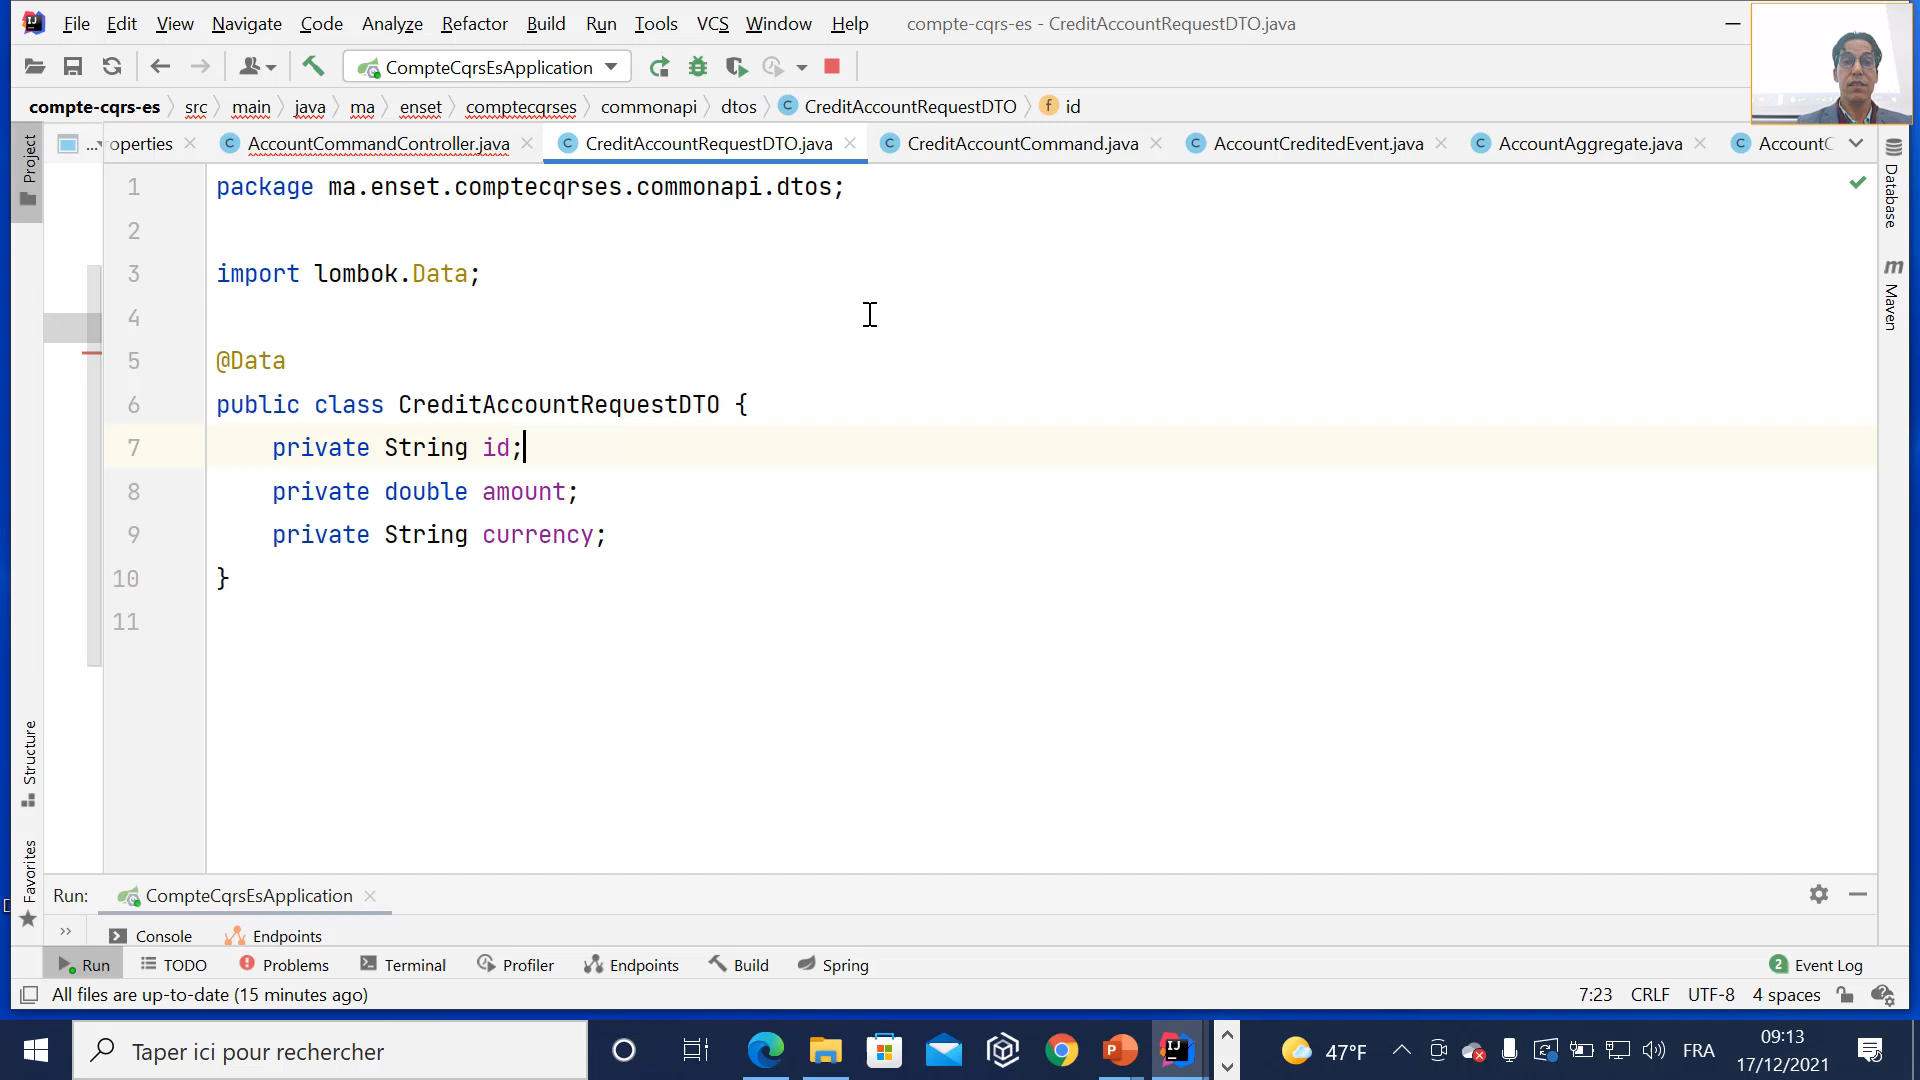 File Edit View Navigate Code Analyze Refactor Build Run Tools VCS Window Help compte-cqrs-es - CreditAccountRequestDTO.java
CompteCqrsEsApplication
compte-cqrs-es src main java ma enset comptecqrses commonapi dtos CreditAccountRequestDTO id
... operties AccountCommandController.java CreditAccountRequestDTO.java CreditAccountCommand.java AccountCreditedEvent.java AccountAggregate.java AccountC
Project
Structure
Favorites
Database
Maven
1 package ma.enset.comptecqrses.commonapi.dtos;
2
3 import lombok.Data;
4
5 @Data
6 public class CreditAccountRequestDTO {
7 private String id;
8 private double amount;
9 private String currency;
10 }
11
Run: CompteCqrsEsApplication
Console Endpoints
Run TODO Problems Terminal Profiler Endpoints Build Spring 2 Event Log
All files are up-to-date (15 minutes ago) 7:23 CRLF UTF-8 4 spaces
Taper ici pour rechercher 47°F FRA 09:13
17/12/2021